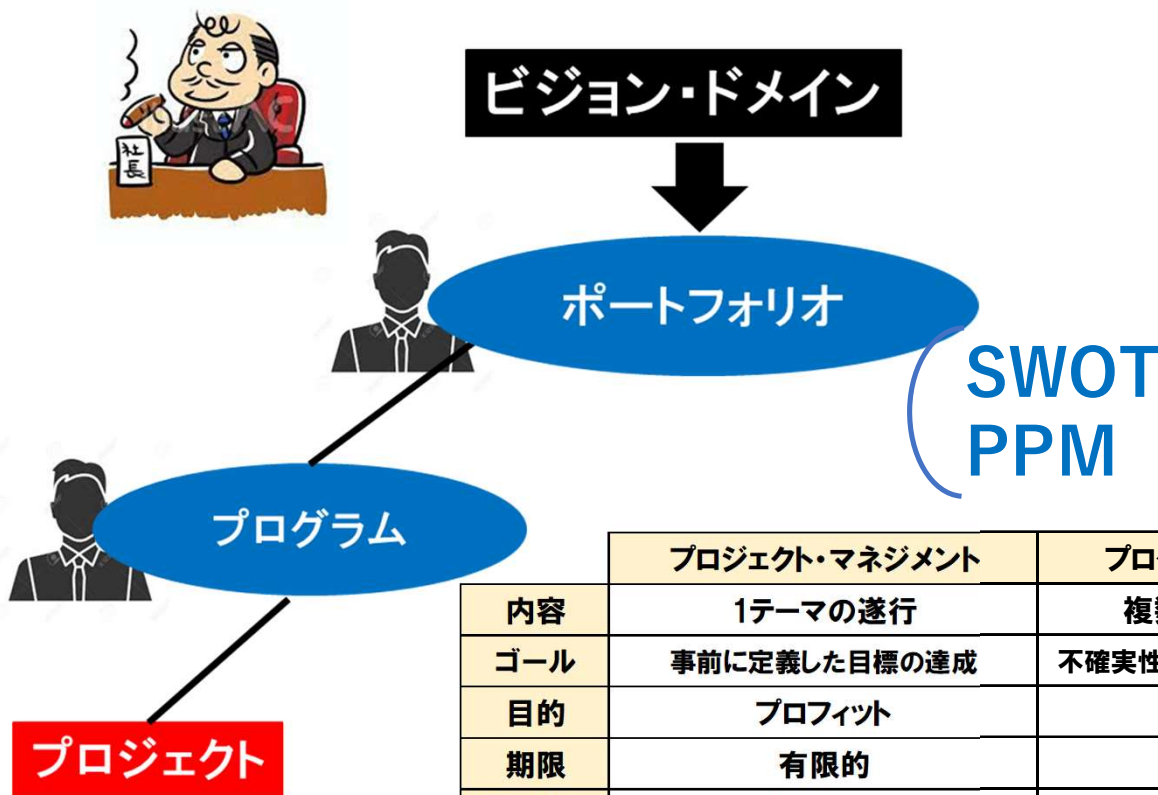 社長
ビジョン・ドメイン
ポートフォリオ
SWOT
PPM
プログラム
プロジェクト・マネジメント プロ
内容 1テーマの遂行 複
ゴール 事前に定義した目標の達成 不確実性
目的 プロフィット
期限 有限的
プロジェクト